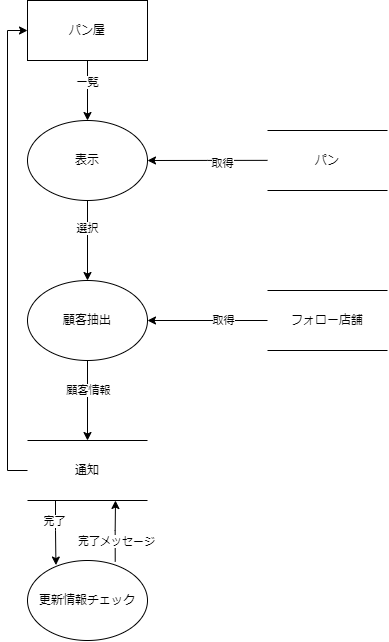 パン屋
一覧
表示
取得
パン
選択
顧客抽出
取得
フォロー店舗
顧客情報
通知
完了
完了メッセージ
更新情報チェック